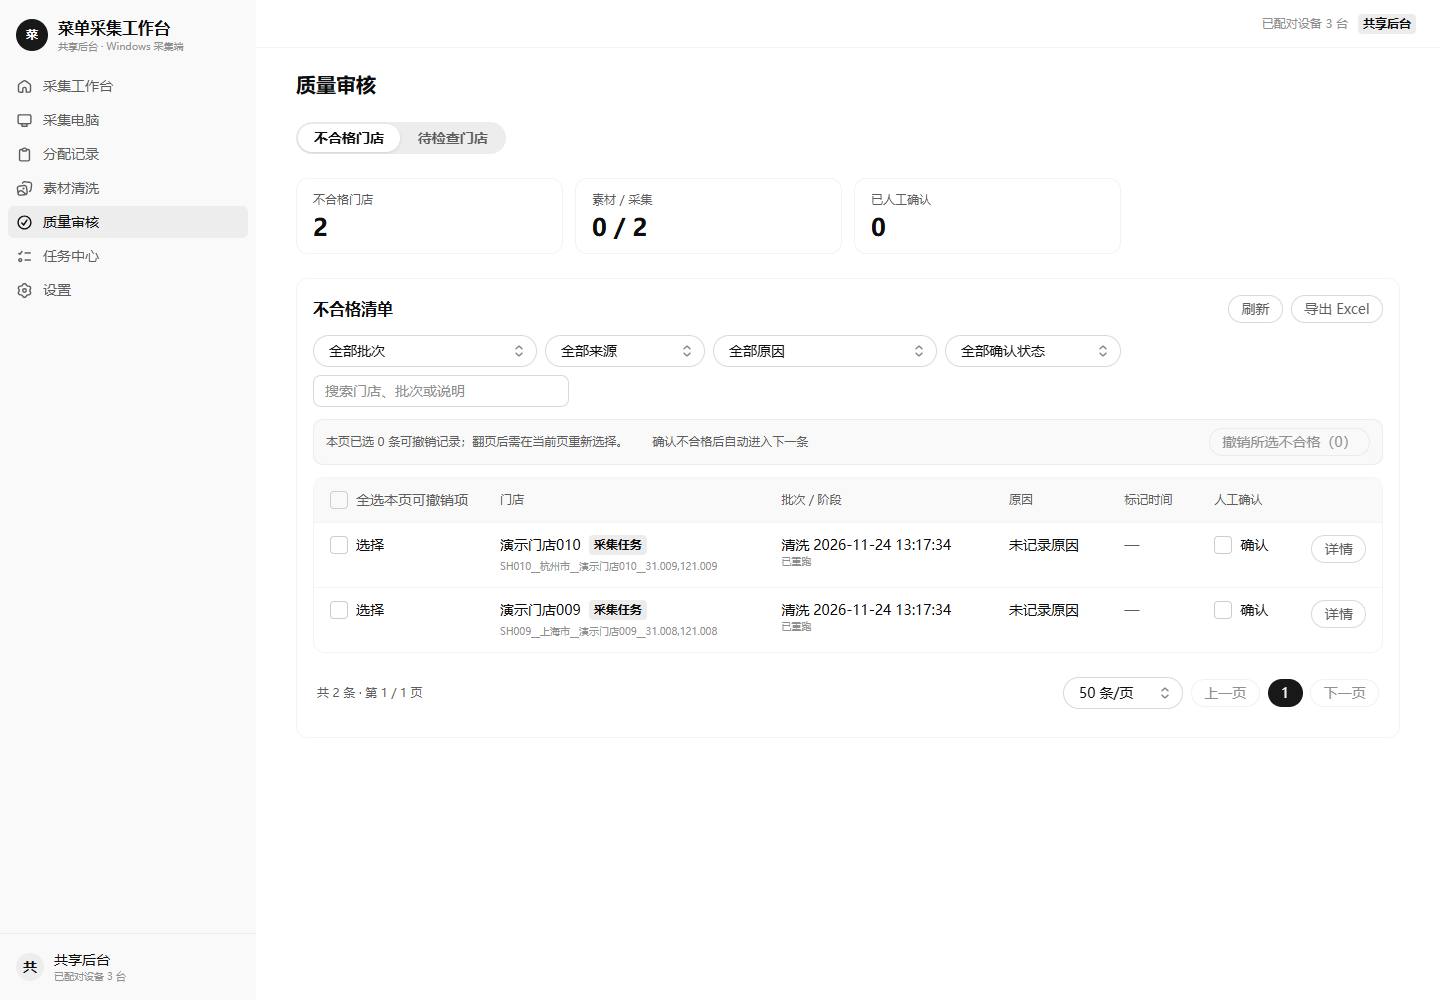 菜 菜单采集工作台
共享后台 · Windows 采集端
采集工作台
采集电脑
分配记录
素材清洗
质量审核
任务中心
设置
共 共享后台
已配对设备 3 台
已配对设备 3 台 共享后台
质量审核
不合格门店 待检查门店
不合格门店
2
素材 / 采集
0 / 2
已人工确认
0
不合格清单
刷新 导出 Excel
全部批次 全部来源 全部原因 全部确认状态
搜索门店、批次或说明
本页已选 0 条可撤销记录；翻页后需在当前页重新选择。 确认不合格后自动进入下一条 撤销所选不合格（0）
全选本页可撤销项 门店 批次 / 阶段 原因 标记时间 人工确认
选择 演示门店010 采集任务 清洗 2026-11-24 13:17:34 未记录原因 — 确认 详情
SH010__杭州市__演示门店010__31.009,121.009 已重跑
选择 演示门店009 采集任务 清洗 2026-11-24 13:17:34 未记录原因 — 确认 详情
SH009__上海市__演示门店009__31.008,121.008 已重跑
共 2 条 · 第 1 / 1 页 50 条/页 上一页 1 下一页